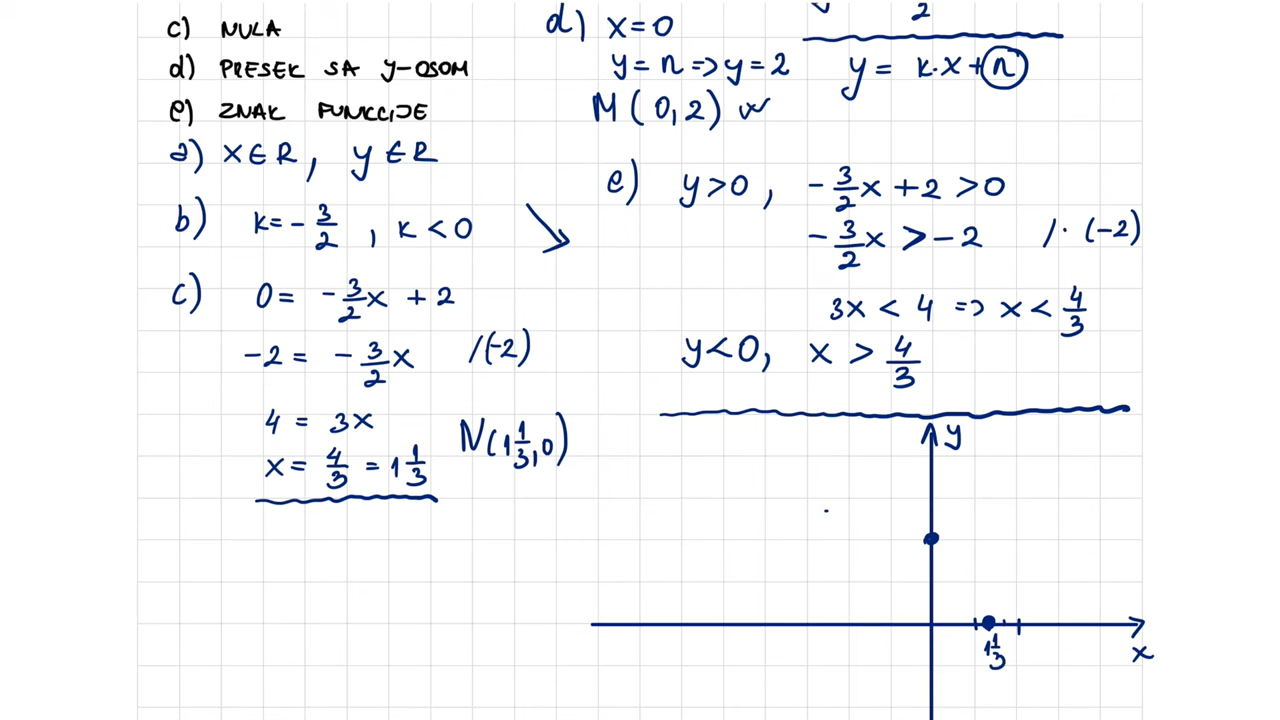 c) NULA
d) PRESEK SA y-OSOM
e) ZNAK FUNKCIJE
a) x∈R, y∈R
b) k=-3/2, k<0
c) 0= -3/2x +2
-2= -3/2x /(-2)
4 = 3x
x= 4/3 = 1 1/3
N(1 1/3,0)
d) x=0
y=n=>y=2
M(0,2)
2
y= k·x+n
e) y>0, -3/2x +2 >0
-3/2x >-2 /·(-2)
3x < 4 => x < 4/3
y<0, x > 4/3
y
1 1/3
x